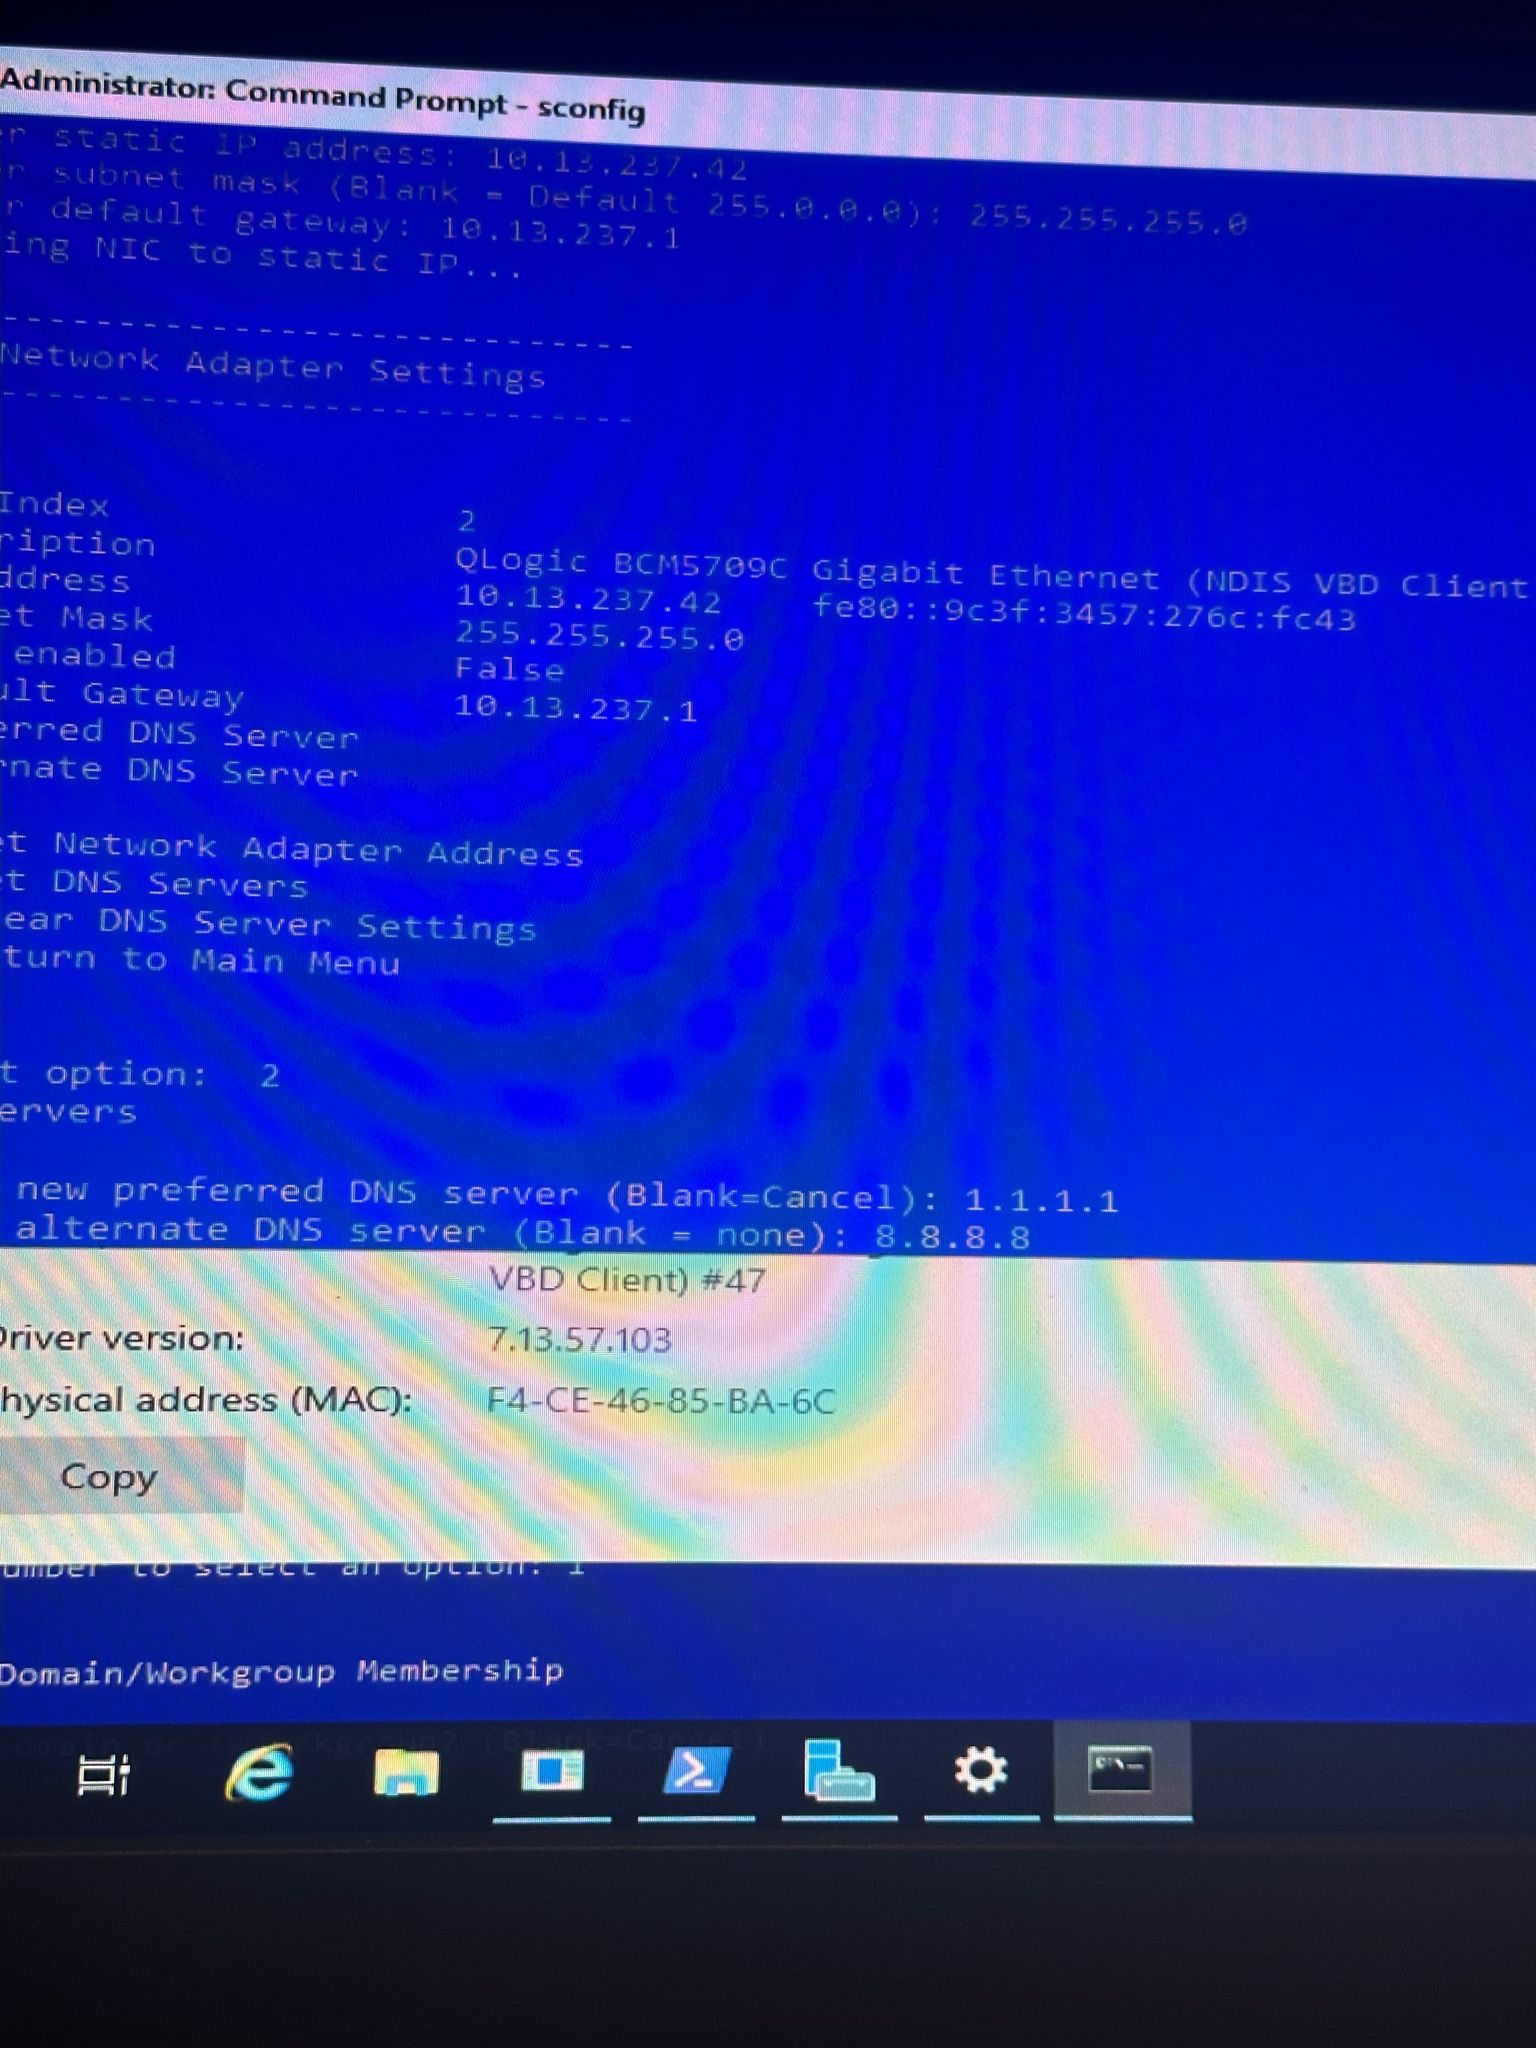 Administrator: Command Prompt - sconfig
er static IP address: 10.13.237.42
r subnet mask (Blank = Default 255.0.0.0): 255.255.255.0
r default gateway: 10.13.237.1
ing NIC to static IP...
----------------------------
Network Adapter Settings
----------------------------
Index 2
ription QLogic BCM5709C Gigabit Ethernet (NDIS VBD Client
ddress 10.13.237.42 fe80::9c3f:3457:276c:fc43
et Mask 255.255.255.0
enabled False
ult Gateway 10.13.237.1
erred DNS Server
rnate DNS Server
et Network Adapter Address
et DNS Servers
ear DNS Server Settings
turn to Main Menu
t option: 2
ervers
new preferred DNS server (Blank=Cancel): 1.1.1.1
alternate DNS server (Blank = none): 8.8.8.8
VBD Client) #47
Driver version: 7.13.57.103
hysical address (MAC): F4-CE-46-85-BA-6C
Copy
umber to select an option: 1
Domain/Workgroup Membership
(Blank=Cancel)
C:\